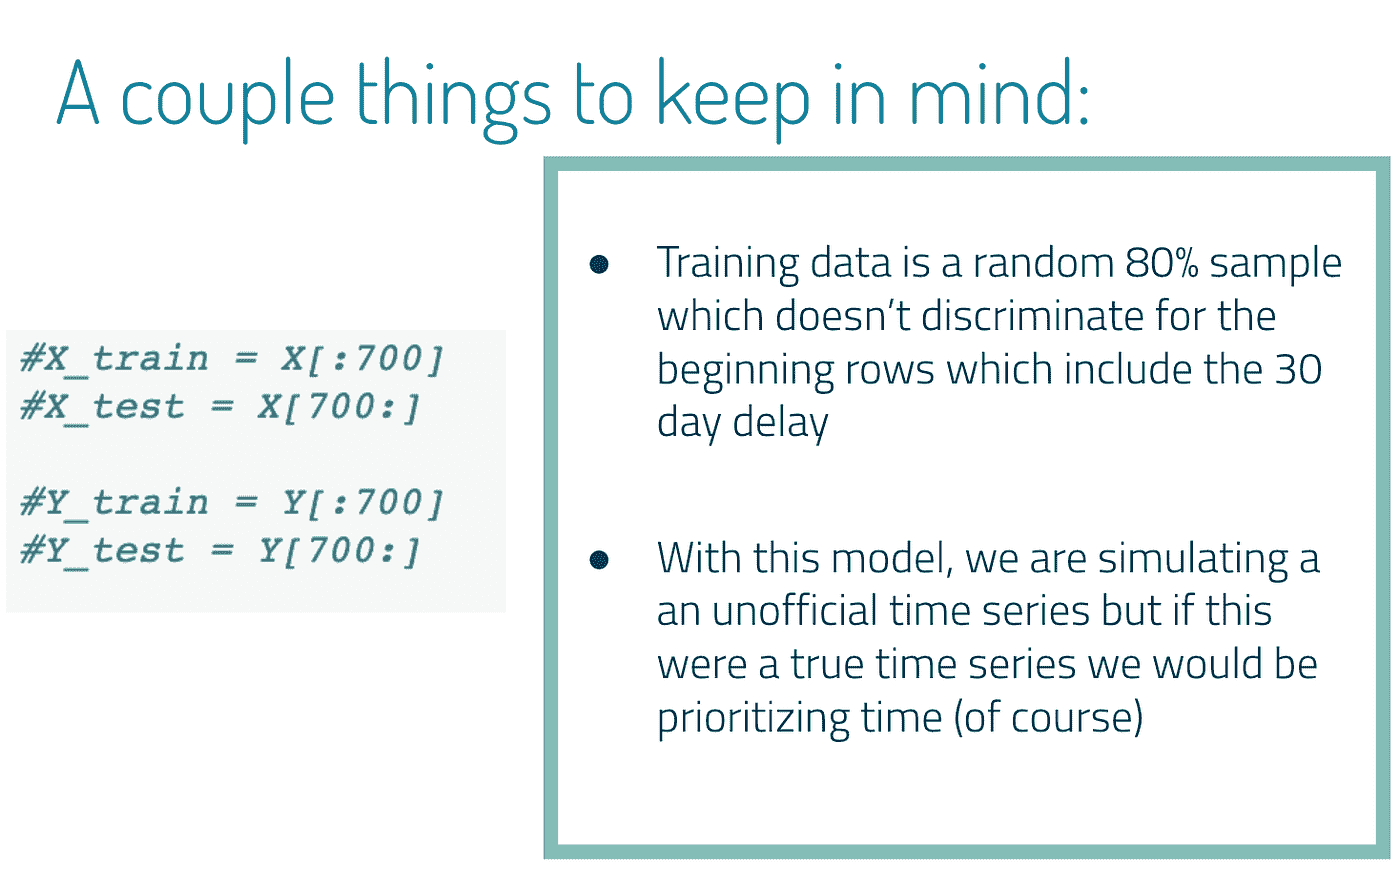 A couple things to keep in mind:
#X_train = X[:700]
#X_test = X[700:]
#Y_train = Y[:700]
#Y_test = Y[700:]
● Training data is a random 80% sample
which doesn’t discriminate for the
beginning rows which include the 30
day delay
● With this model, we are simulating a
an unofficial time series but if this
were a true time series we would be
prioritizing time (of course)